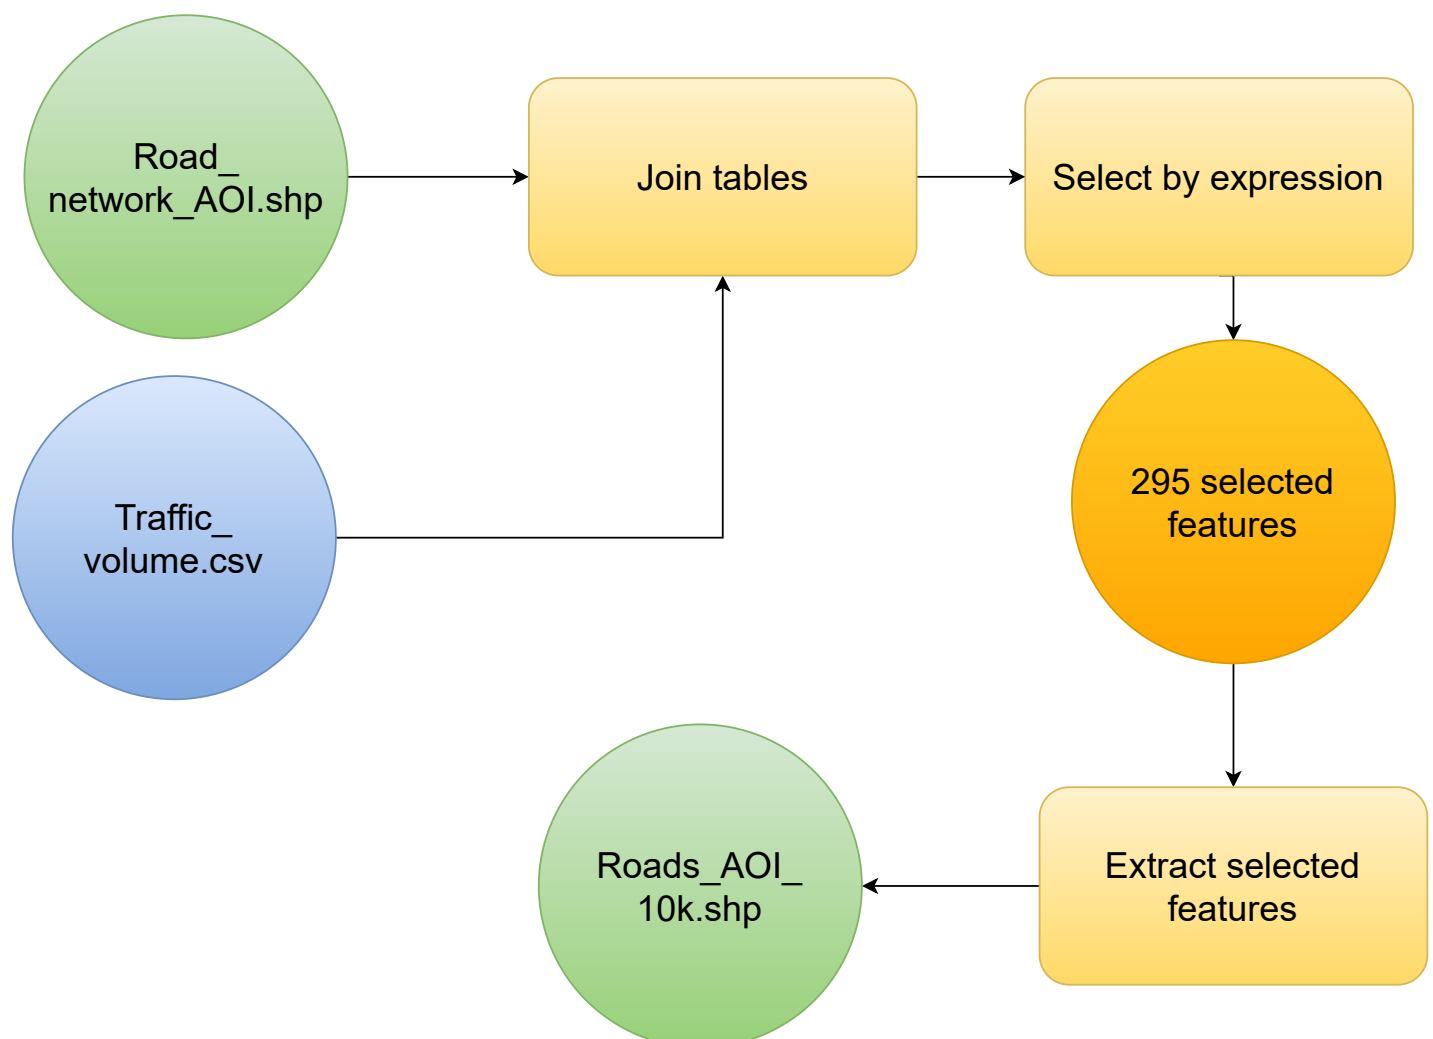 Road_
network_AOI.shp
Join tables
Select by expression
Traffic_
volume.csv
295 selected
features
Roads_AOI_
10k.shp
Extract selected
features